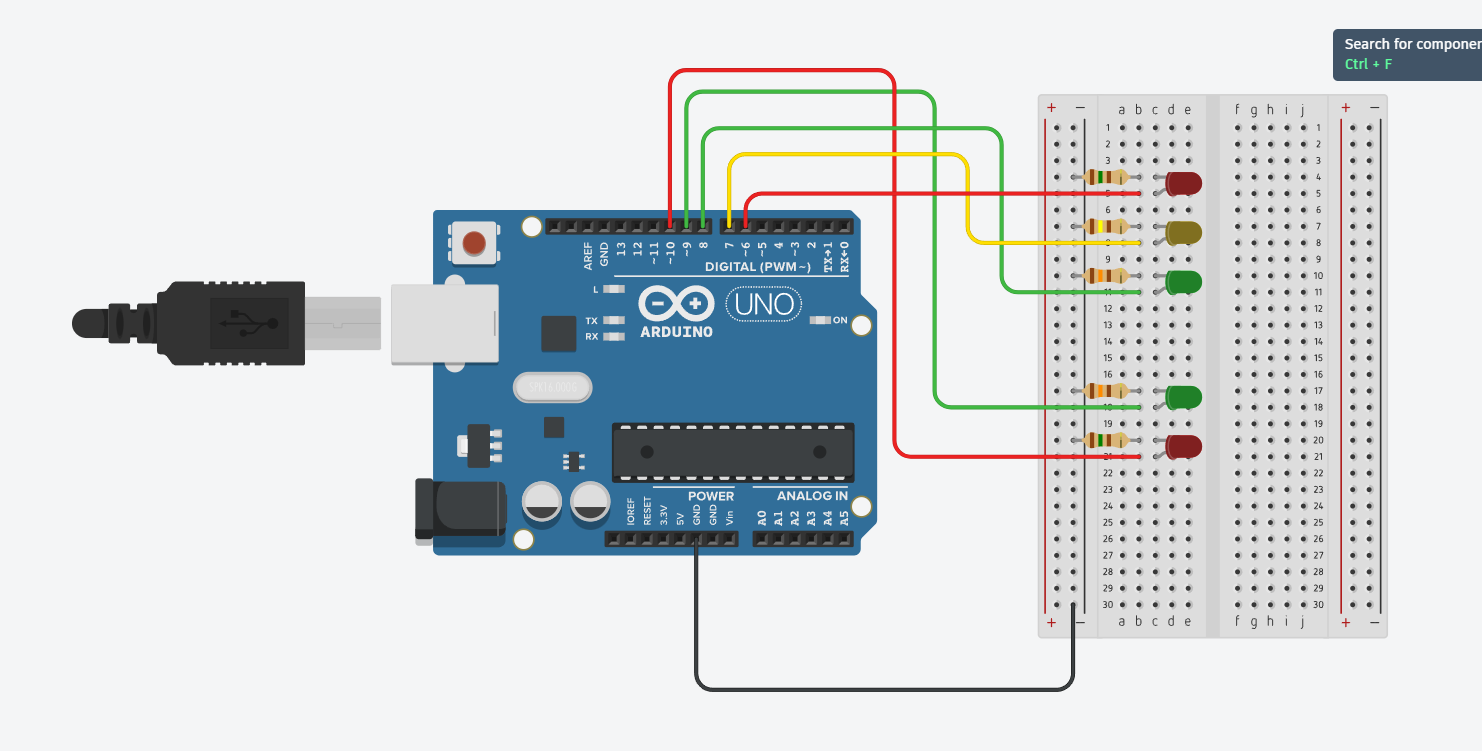 Search for componen
Ctrl + F
AREF
GND
13
12
~11
~10
~9
8
7
~6
~5
4
~3
2
TX→1
RX←0
DIGITAL (PWM ~)
L
TX
RX
ARDUINO
UNO
ON
POWER
ANALOG IN
IOREF
RESET
3.3V
5V
GND
GND
Vin
A0
A1
A2
A3
A4
A5
+ − a b c d e f g h i j + −
1 1
2 2
3 3
4 4
5 5
6 6
7 7
8 8
9 9
10 10
11 11
12 12
13 13
14 14
15 15
16 16
17 17
18 18
19 19
20 20
21 21
22 22
23 23
24 24
25 25
26 26
27 27
28 28
29 29
30 30
+ − a b c d e f g h i j + −